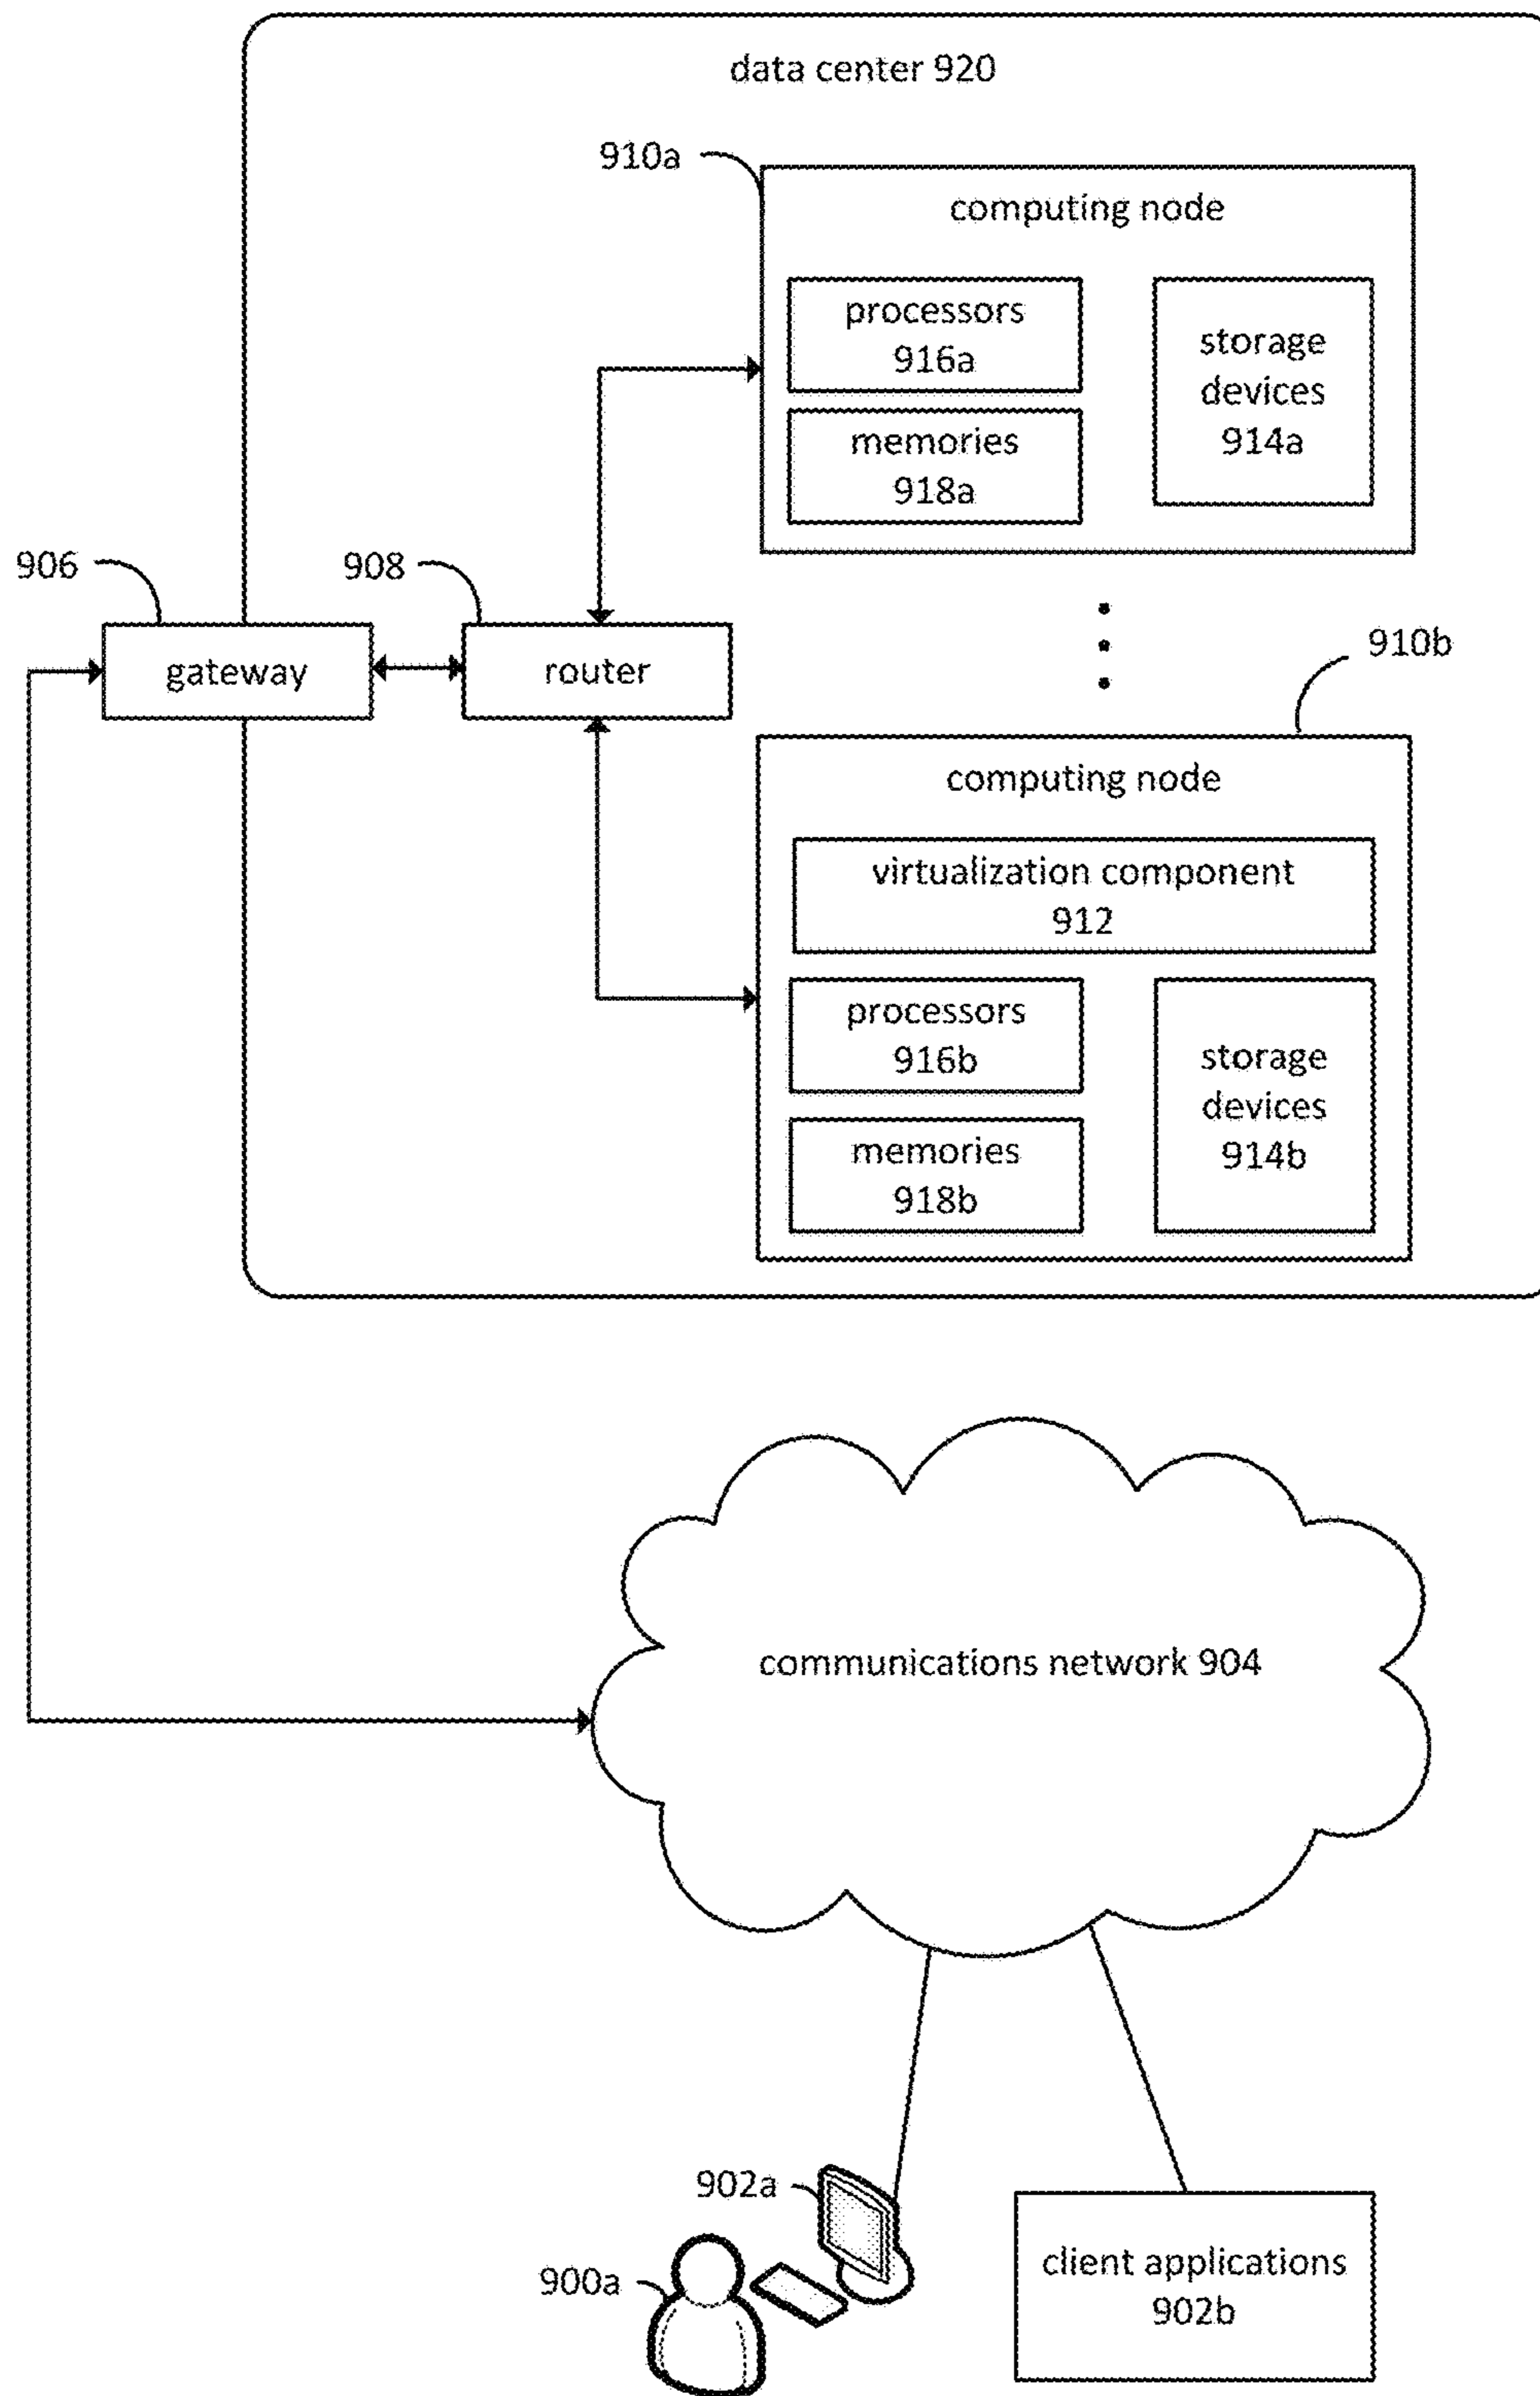 data center 920
910a
computing node
processors
916a
storage
devices
914a
memories
918a
906
908
gateway
router
910b
computing node
virtualization component
912
processors
916b
storage
devices
914b
memories
918b
communications network 904
902a
900a
client applications
902b